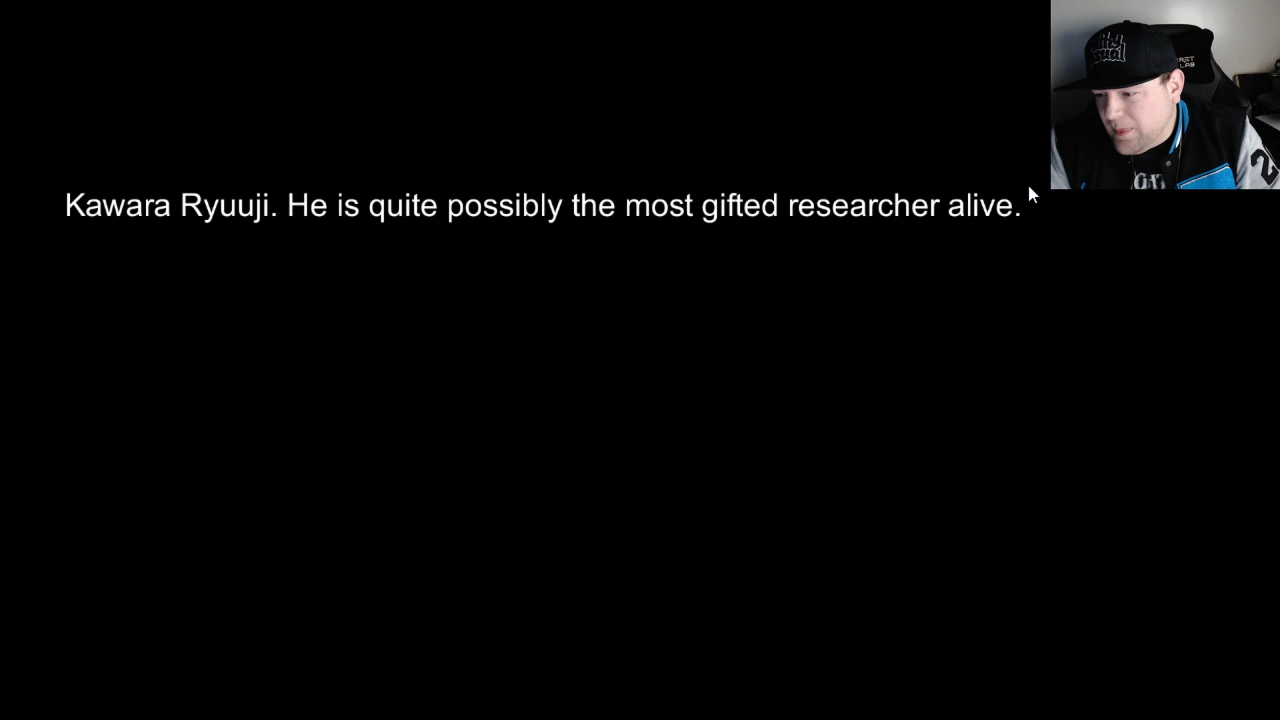 Kawara Ryuuji. He is quite possibly the most gifted researcher alive.